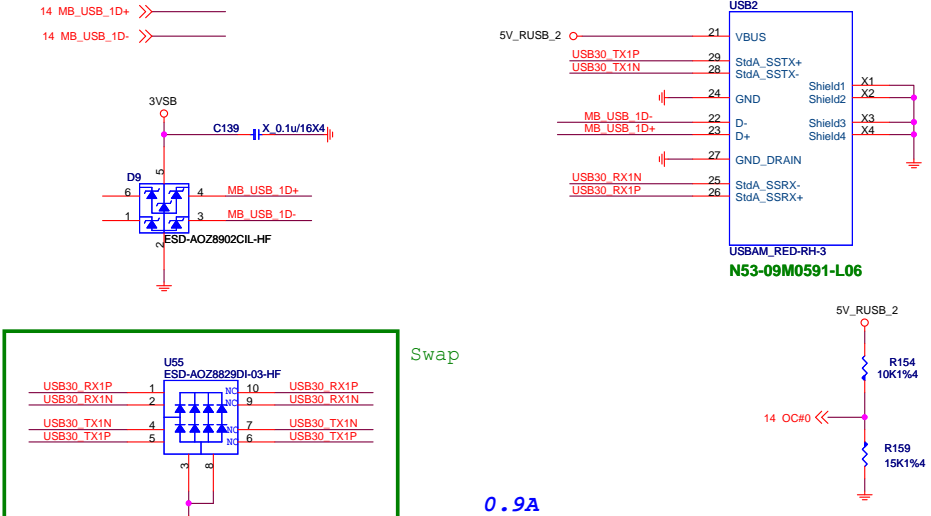 14 MB_USB_1D+
14 MB_USB_1D-
3VSB
C139 X_0.1u/16X4
D9
5
6 4 MB_USB_1D+
1 3 MB_USB_1D-
2
ESD-AOZ8902CIL-HF
USB2
5V_RUSB_2 21 VBUS
USB30_TX1P 29 StdA_SSTX+
USB30_TX1N 28 StdA_SSTX-
Shield1 X1
24 GND Shield2 X2
MB_USB_1D- 22 D- Shield3 X3
MB_USB_1D+ 23 D+ Shield4 X4
27 GND_DRAIN
USB30_RX1N 25 StdA_SSRX-
USB30_RX1P 26 StdA_SSRX+
USBAM_RED-RH-3
N53-09M0591-L06
Swap
U55
ESD-AOZ8829DI-03-HF
USB30_RX1P 1 NC 10 USB30_RX1P
USB30_RX1N 2 NC 9 USB30_RX1N
USB30_TX1N 4 NC 7 USB30_TX1N
USB30_TX1P 5 NC 6 USB30_TX1P
3 8
5V_RUSB_2
R154
10K1%4
14 OC#0
R159
15K1%4
0.9A